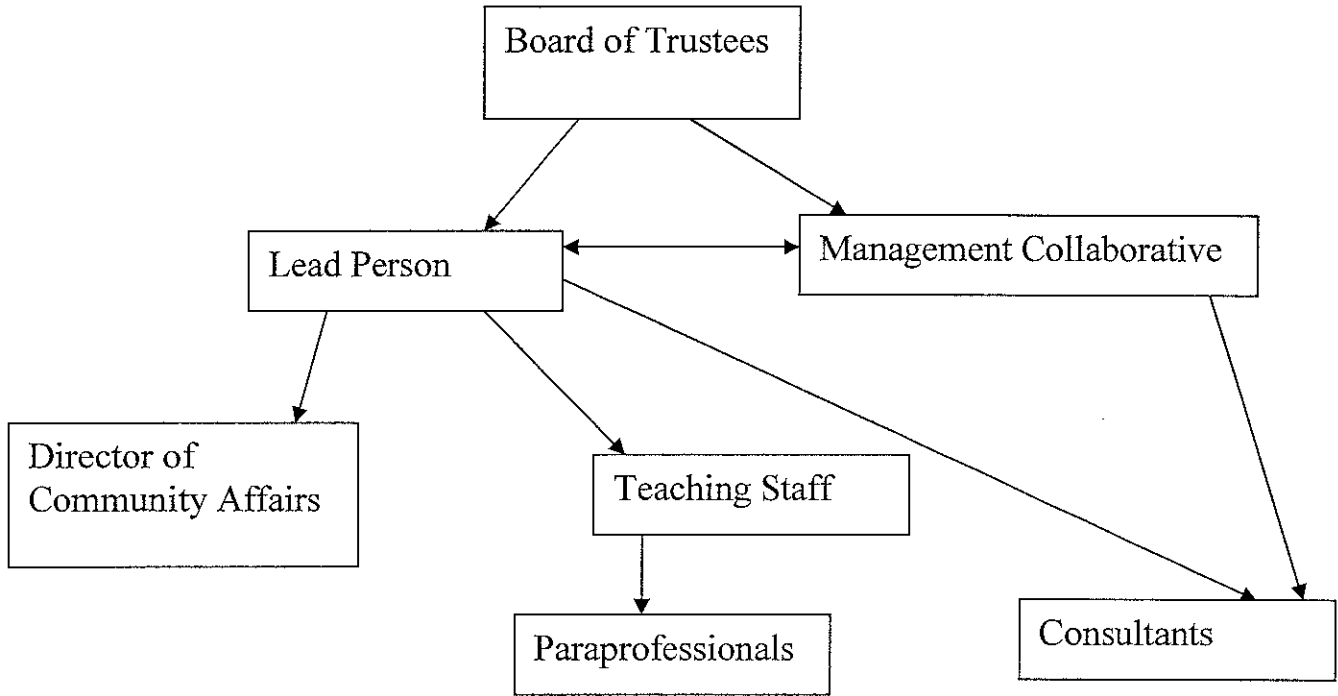 Board of Trustees
Lead Person
Management Collaborative
Director of
Community Affairs
Teaching Staff
Paraprofessionals
Consultants